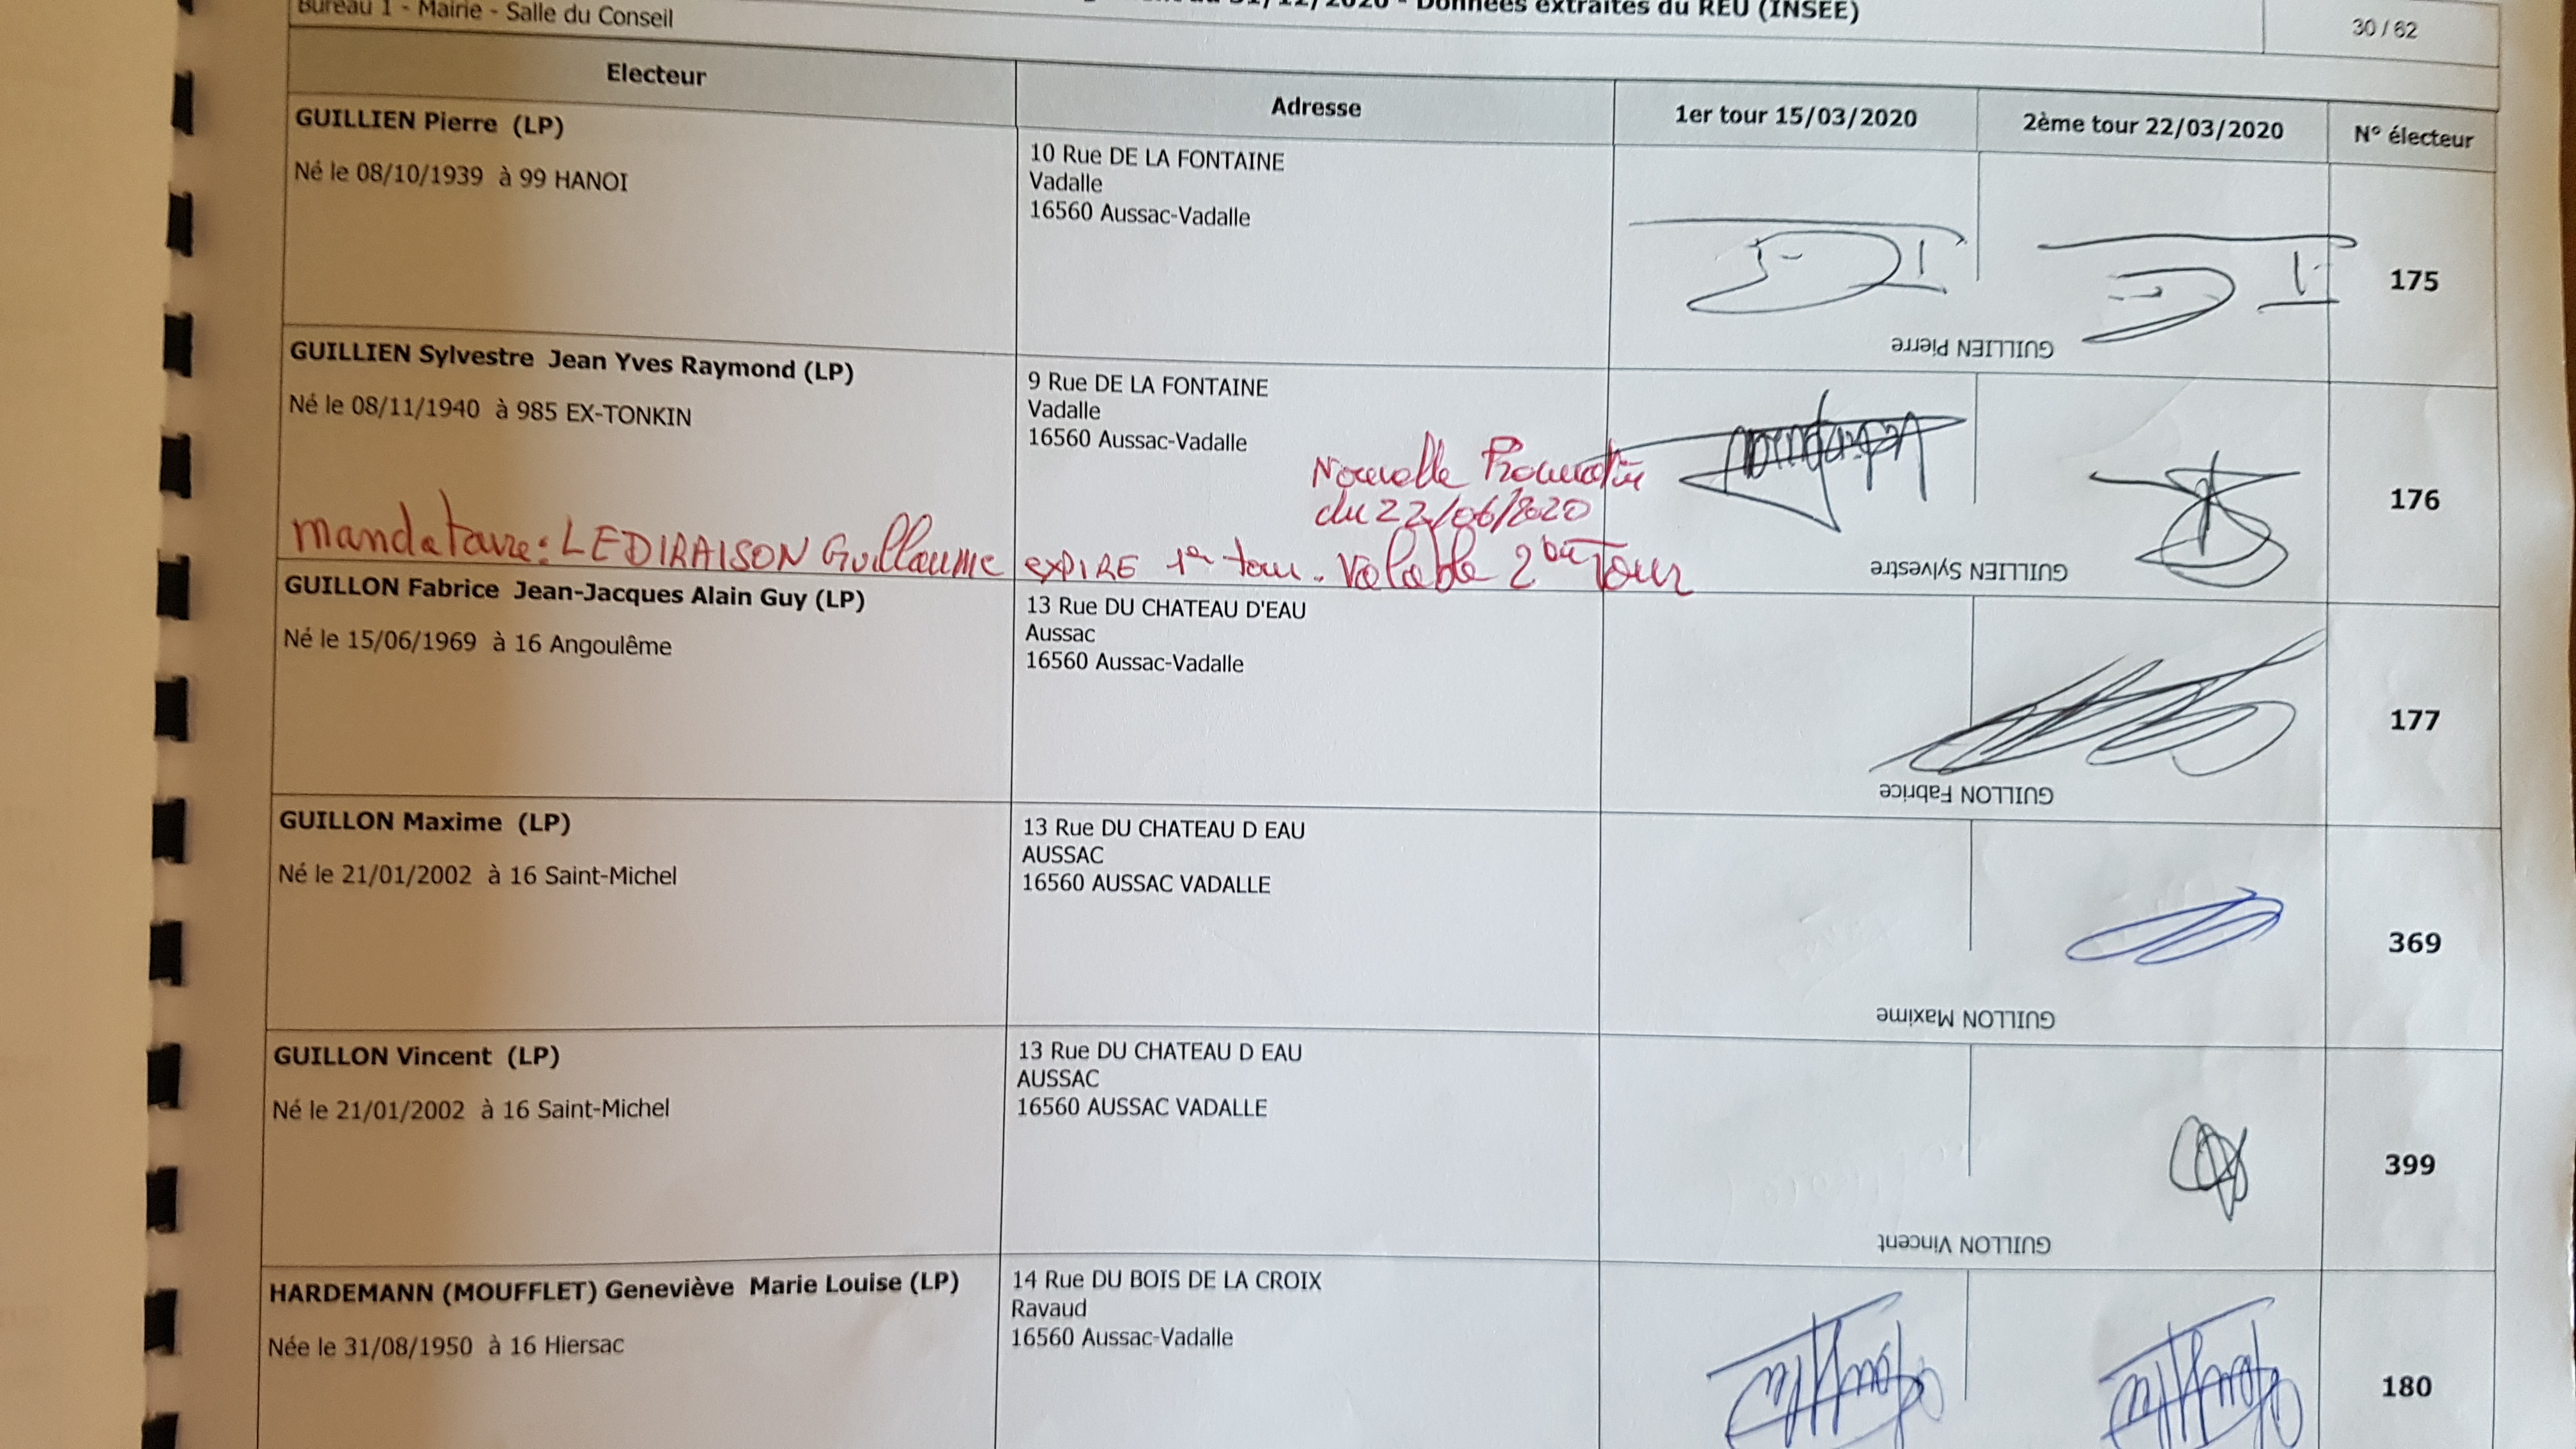 Bureau 1 - Mairie - Salle du Conseil
31/12/2020 - Données extraites du REU (INSEE)
30 / 62
Electeur
Adresse
1er tour 15/03/2020
2ème tour 22/03/2020
N° électeur
GUILLIEN Pierre (LP)
Né le 08/10/1939 à 99 HANOI
10 Rue DE LA FONTAINE
Vadalle
16560 Aussac-Vadalle
GUILLIEN Pierre
175
GUILLIEN Sylvestre Jean Yves Raymond (LP)
Né le 08/11/1940 à 985 EX-TONKIN
9 Rue DE LA FONTAINE
Vadalle
16560 Aussac-Vadalle
Nouvelle Procuration
du 22/06/2020
mandataire: LEDIRAISON Guillaume EXPIRE 1er tour. Valable 2ème Tour
GUILLIEN Sylvestre
176
GUILLON Fabrice Jean-Jacques Alain Guy (LP)
Né le 15/06/1969 à 16 Angoulême
13 Rue DU CHATEAU D'EAU
Aussac
16560 Aussac-Vadalle
GUILLON Fabrice
177
GUILLON Maxime (LP)
Né le 21/01/2002 à 16 Saint-Michel
13 Rue DU CHATEAU D EAU
AUSSAC
16560 AUSSAC VADALLE
GUILLON Maxime
369
GUILLON Vincent (LP)
Né le 21/01/2002 à 16 Saint-Michel
13 Rue DU CHATEAU D EAU
AUSSAC
16560 AUSSAC VADALLE
GUILLON Vincent
399
HARDEMANN (MOUFFLET) Geneviève Marie Louise (LP)
Née le 31/08/1950 à 16 Hiersac
14 Rue DU BOIS DE LA CROIX
Ravaud
16560 Aussac-Vadalle
180